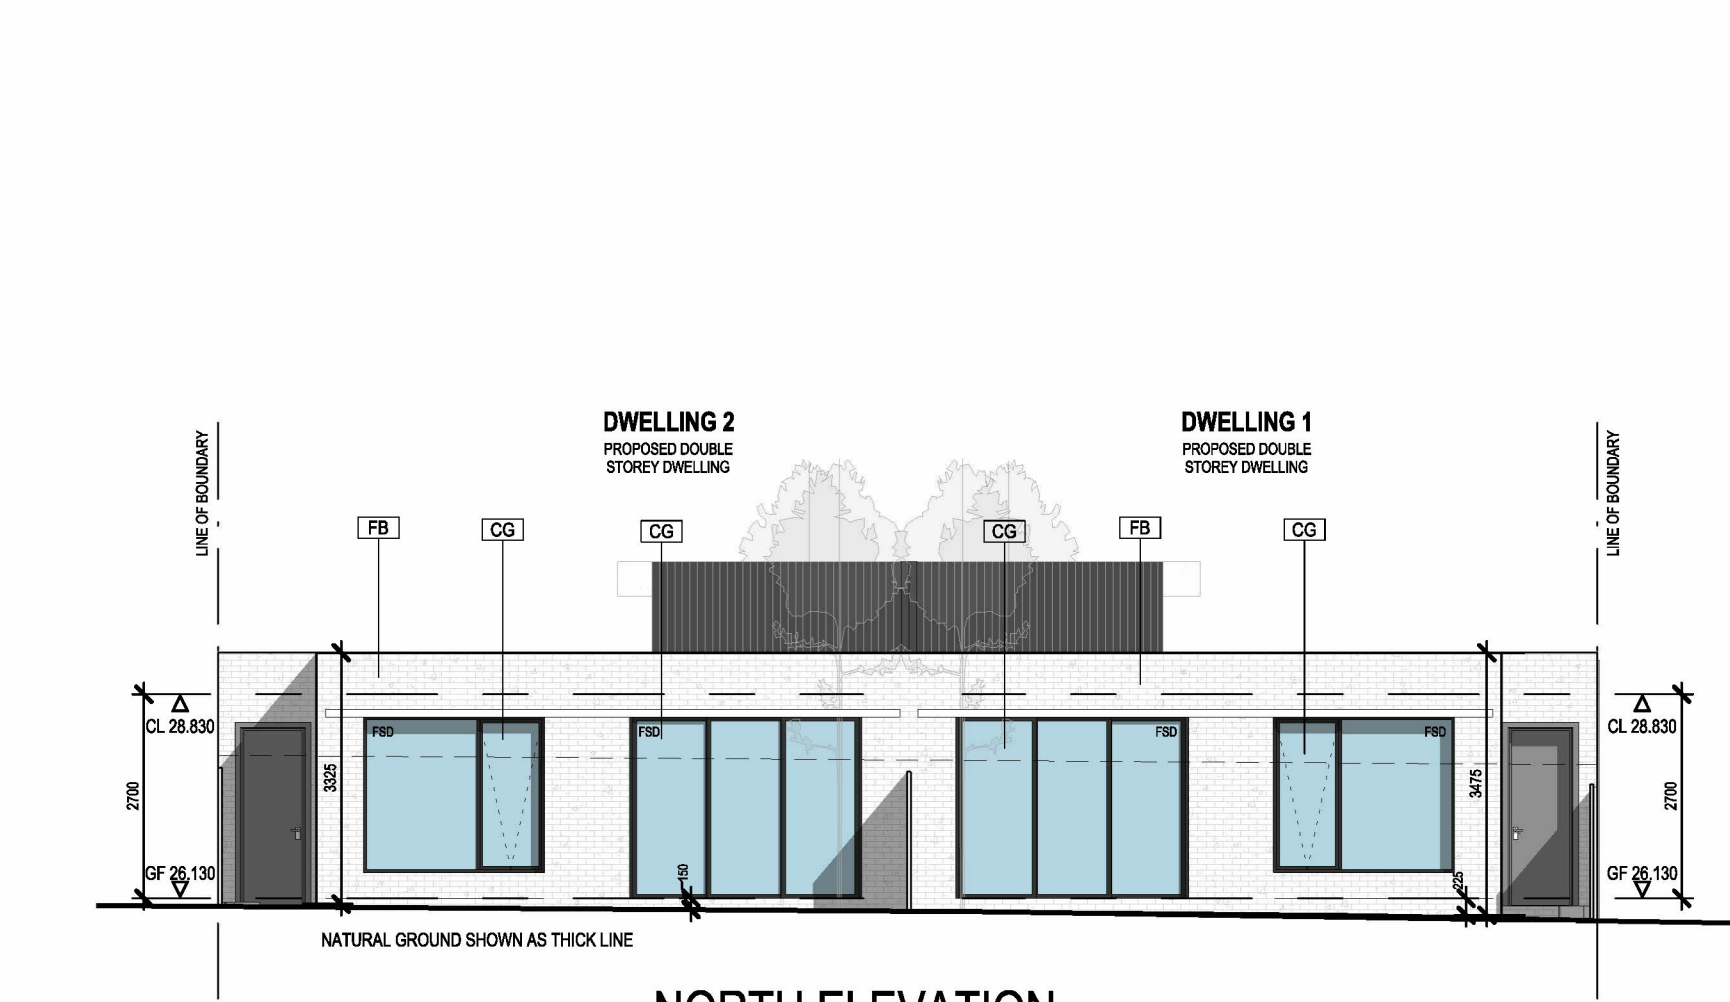 DWELLING 2
PROPOSED DOUBLE
STOREY DWELLING
DWELLING 1
PROPOSED DOUBLE
STOREY DWELLING
LINE OF BOUNDARY
LINE OF BOUNDARY
FB
CG
CG
CG
FB
CG
CL 28.830
CL 28.830
FSD
FSD
FSD
FSD
2700
3325
3475
2700
GF 26.130
150
225
GF 26.130
NATURAL GROUND SHOWN AS THICK LINE
NORTH ELEVATION